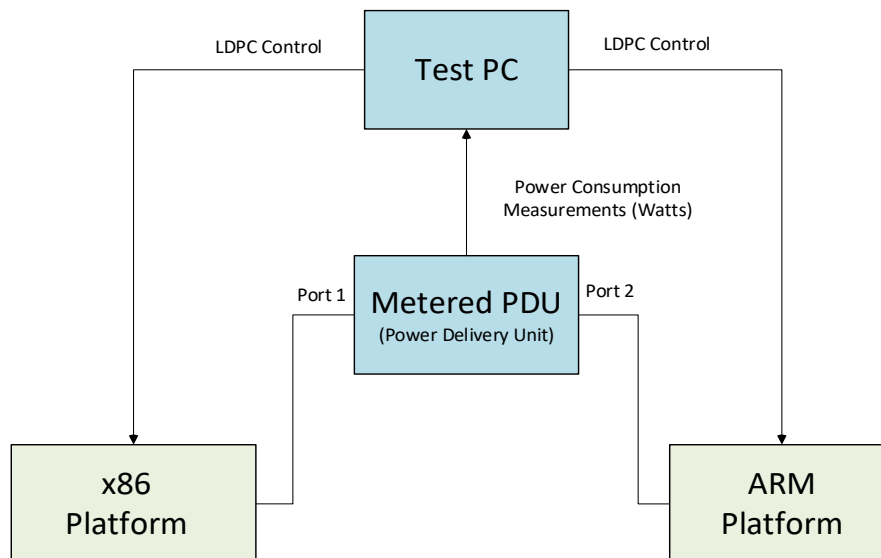 LDPC Control
Test PC
LDPC Control
Power Consumption
Measurements (Watts)
Port 1
Metered PDU
(Power Delivery Unit)
Port 2
x86
Platform
ARM
Platform